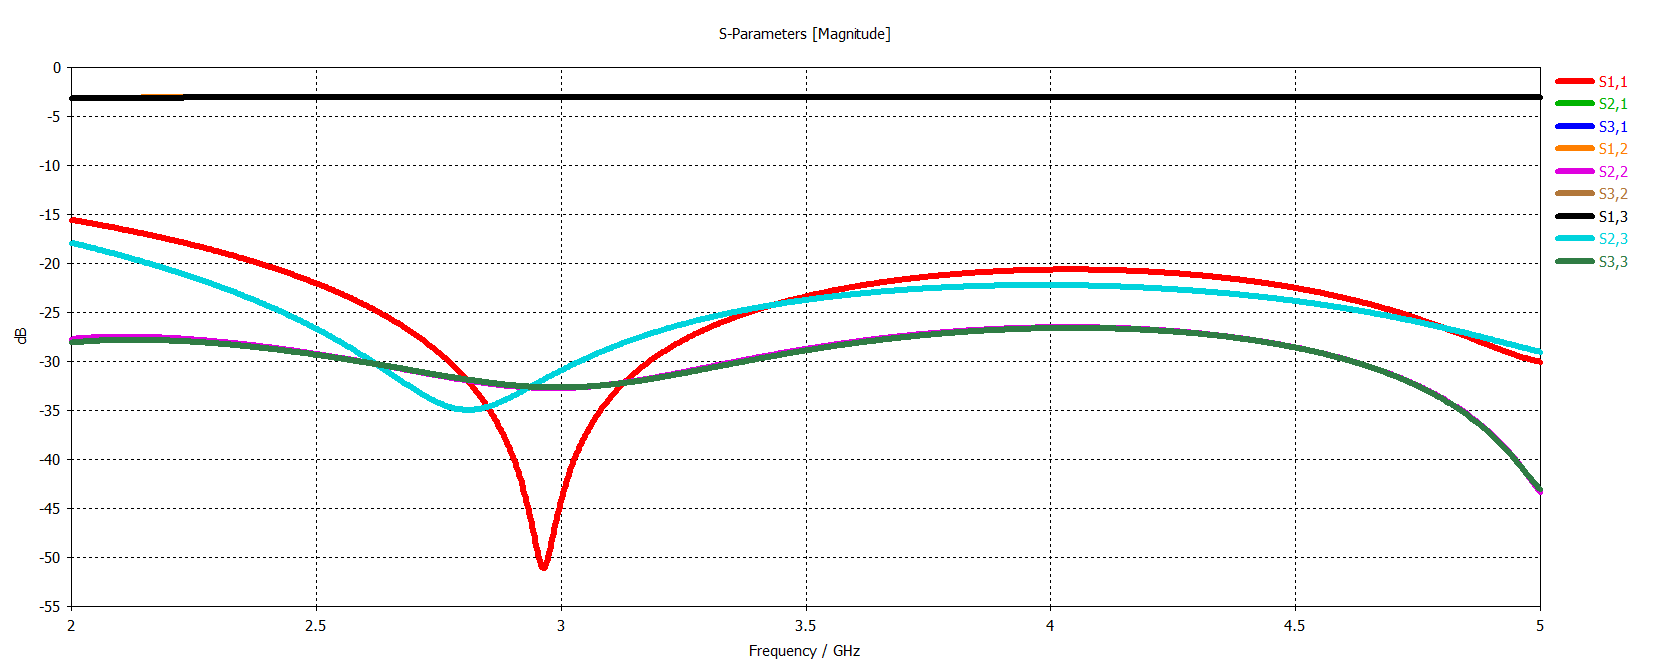 S-Parameters [Magnitude]
0
-5
-10
-15
-20
-25
-30
-35
-40
-45
-50
-55
dB
2
2.5
3
3.5
4
4.5
5
Frequency / GHz
S1,1
S2,1
S3,1
S1,2
S2,2
S3,2
S1,3
S2,3
S3,3